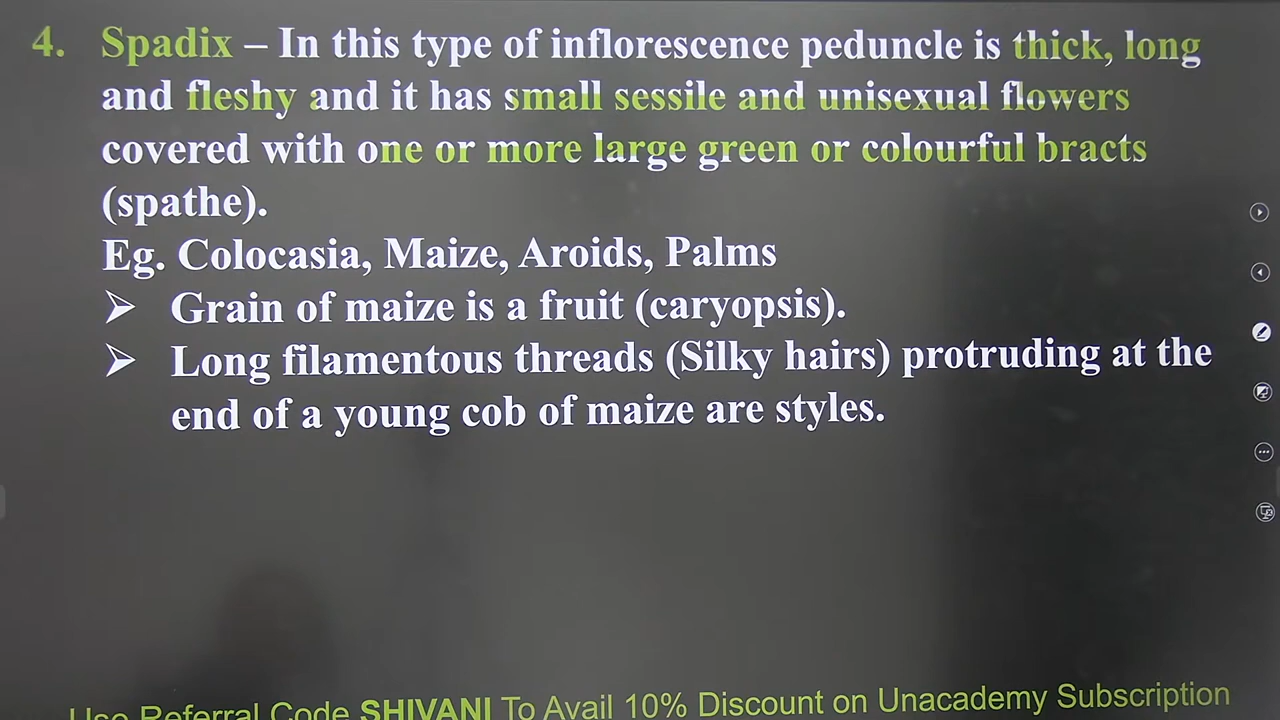 4. Spadix – In this type of inflorescence peduncle is thick, long
and fleshy and it has small sessile and unisexual flowers
covered with one or more large green or colourful bracts
(spathe).
Eg. Colocasia, Maize, Aroids, Palms
➢ Grain of maize is a fruit (caryopsis).
➢ Long filamentous threads (Silky hairs) protruding at the
end of a young cob of maize are styles.
Use Referral Code SHIVANI To Avail 10% Discount on Unacademy Subscription